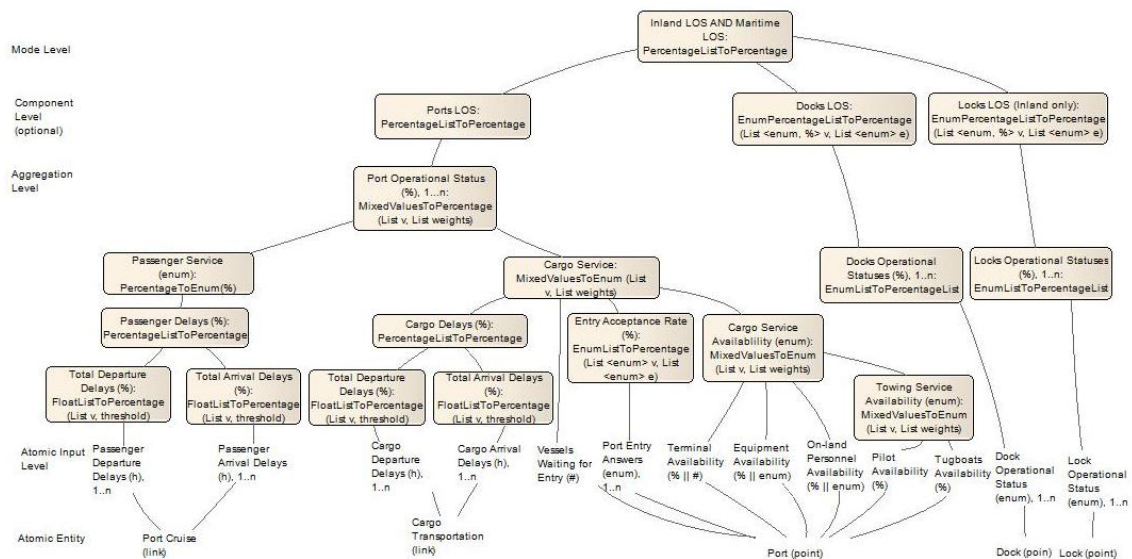 Inland LOS AND Maritime
LOS:
PercentageListToPercentage
Mode Level
Component
Level
(optional)
Ports LOS:
PercentageListToPercentage
Docks LOS:
EnumPercentageListToPercentage
(List <enum, %> v, List <enum> e)
Locks LOS (Inland only):
EnumPercentageListToPercentage
(List <enum, %> v, List <enum> e)
Aggregation
Level
Port Operational Status
(%), 1...n:
MixedValuesToPercentage
(List v, List weights)
Passenger Service
(enum):
PercentageToEnum(%)
Cargo Service:
MixedValuesToEnum (List
v, List weights)
Docks Operational
Statuses (%), 1..n:
EnumListToPercentageList
Locks Operational Statuses
(%), 1..n:
EnumListToPercentageList
Passenger Delays (%):
PercentageListToPercentage
Cargo Delays (%):
PercentageListToPercentage
Entry Acceptance Rate
(%):
EnumListToPercentage
(List <enum> v, List
<enum> e)
Cargo Service
Availablility (enum):
MixedValuesToEnum
(List v, List weights)
Total Departure
Delays (%):
FloatListToPercentage
(List v, threshold)
Total Arrival Delays
(%):
FloatListToPercentage
(List v, threshold)
Total Departure
Delays (%):
FloatListToPercentage
(List v, threshold)
Total Arrival Delays
(%):
FloatListToPercentage
(List v, threshold)
Towing Service
Availability (enum):
MixedValuesToEnum
(List v, List weights)
Atomic Input
Level
Passenger
Departure
Delays (h),
1..n
Passenger
Arrival Delays
(h), 1..n
Cargo
Departure
Delays (h),
1..n
Cargo Arrival
Delays (h),
1..n
Vessels
Waiting for
Entry (#)
Port Entry
Answers
(enum),
1..n
Terminal
Availability
(% || #)
Equipment
Availability
(% || enum)
On-land
Personnel
Availability
(% || enum)
Pilot
Availability
(%)
Tugboats
Availability
(%)
Dock
Operational
Status
(enum), 1..n
Lock
Operational
Status
(enum), 1..n
Atomic Entity
Port Cruise
(link)
Cargo
Transportation
(link)
Port (point)
Dock (poin)
Lock (point)